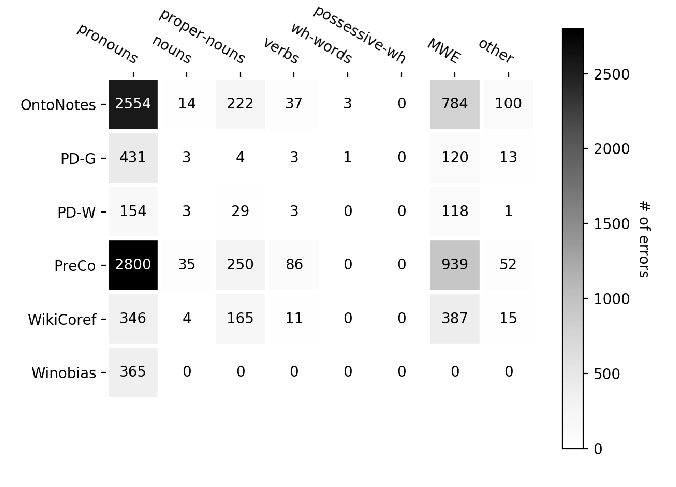 pronouns nouns proper-nouns verbs wh-words possessive-wh MWE other
OntoNotes 2554 14 222 37 3 0 784 100
PD-G 431 3 4 3 1 0 120 13
PD-W 154 3 29 3 0 0 118 1
PreCo 2800 35 250 86 0 0 939 52
WikiCoref 346 4 165 11 0 0 387 15
Winobias 365 0 0 0 0 0 0 0
2500
2000
1500
1000
500
0
# of errors